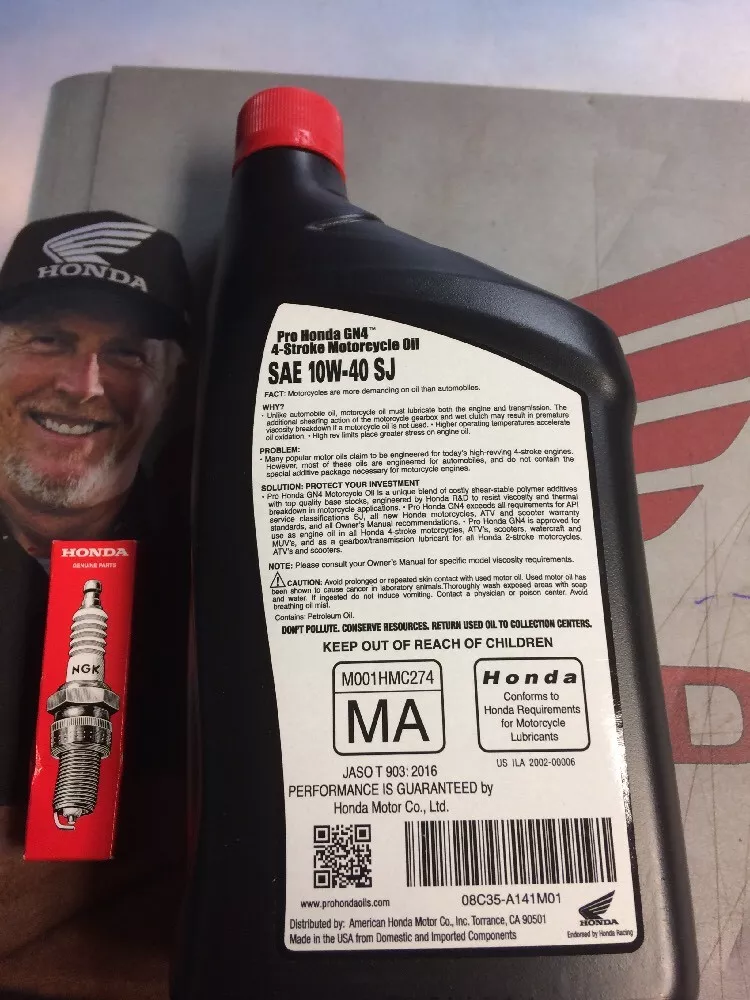 HONDA
Pro Honda GN4™
4-Stroke Motorcycle Oil
SAE 10W-40 SJ
FACT: Motorcycles are more demanding on oil than automobiles.
WHY?
• Unlike automobile oil, motorcycle oil must lubricate both the engine and transmission. The
additional shearing action of the motorcycle gearbox and wet clutch may result in premature
viscosity breakdown if a motorcycle oil is not used. • Higher operating temperatures accelerate
oil oxidation. • High rev limits place greater stress on engine oil.
PROBLEM:
• Many popular motor oils claim to be engineered for today's high-revving 4-stroke engines.
However, most of these oils are engineered for automobiles, and do not contain the
special additive package necessary for motorcycle engines.
SOLUTION: PROTECT YOUR INVESTMENT
• Pro Honda GN4 Motorcycle Oil is a unique blend of costly shear-stable polymer additives
with top quality base stocks, engineered by Honda R&D to resist viscosity and thermal
breakdown in motorcycle applications. • Pro Honda GN4 exceeds all requirements for API
service classifications SJ, all new Honda motorcycles, ATV and scooter warranty
standards, and all Owner's Manual recommendations. • Pro Honda GN4 is approved for
use as engine oil in all Honda 4-stroke motorcycles, ATV's, scooters, watercraft and
MUV's, and as a gearbox/transmission lubricant for all Honda 2-stroke motorcycles,
ATV's and scooters.
NOTE: Please consult your Owner's Manual for specific model viscosity requirements.
CAUTION: Avoid prolonged or repeated skin contact with used motor oil. Used motor oil has
been shown to cause cancer in laboratory animals.Thoroughly wash exposed areas with soap
and water. If ingested do not induce vomiting. Contact a physician or poison center. Avoid
breathing oil mist.
Contains: Petroleum Oil.
DON'T POLLUTE. CONSERVE RESOURCES. RETURN USED OIL TO COLLECTION CENTERS.
KEEP OUT OF REACH OF CHILDREN
M001HMC274
MA
Honda
Conforms to
Honda Requirements
for Motorcycle
Lubricants
US ILA 2002-00006
JASO T 903: 2016
PERFORMANCE IS GUARANTEED by
Honda Motor Co., Ltd.
www.prohondaoils.com
08C35-A141M01
HONDA
Endorsed by Honda Racing
Distributed by: American Honda Motor Co., Inc. Torrance, CA 90501
Made in the USA from Domestic and Imported Components
HONDA
GENUINE PARTS
NGK
D